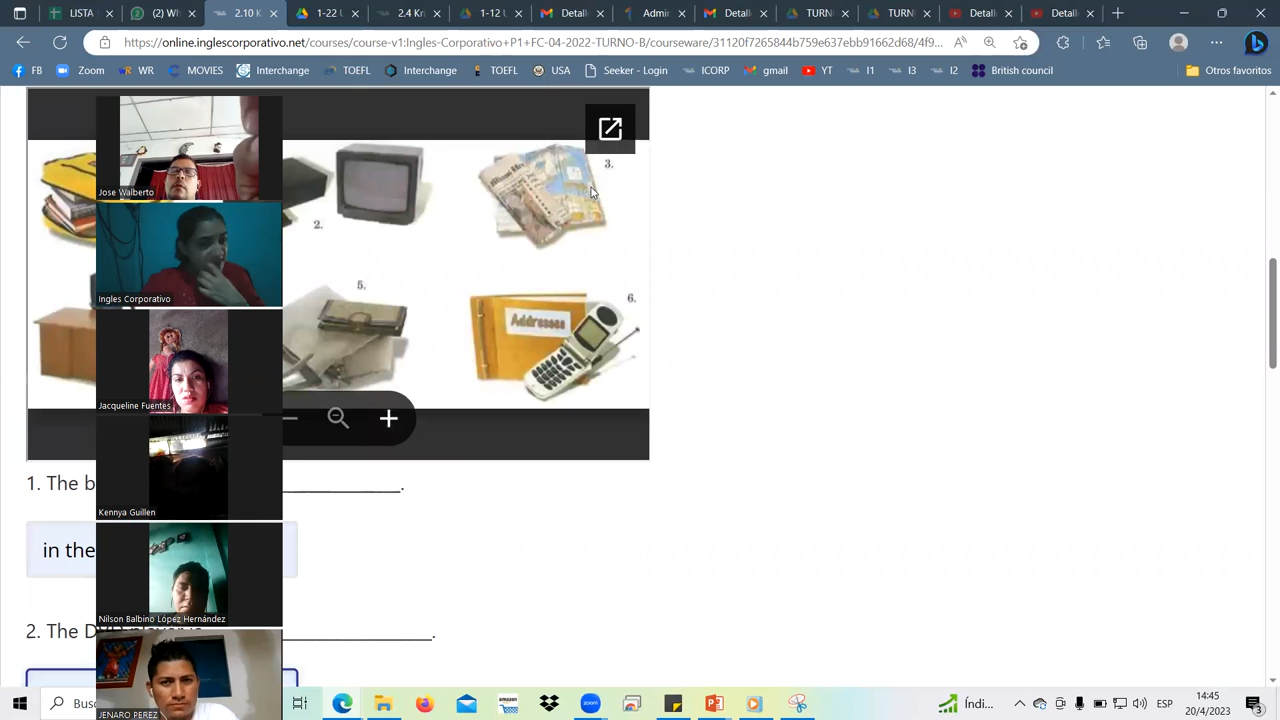 LISTA
(2) W
2.10 K
1-22 L
2.4 Kn
1-12 L
Detall
Admin
Detall
TURN
TURN
Detall
Detall
https://online.inglescorporativo.net/courses/course-v1:Ingles-Corporativo+P1+FC-04-2022-TURNO-B/courseware/31120f7265844b759e637ebb91662d68/4f9...
FB
Zoom
WR
MOVIES
Interchange
TOEFL
Interchange
TOEFL
USA
Seeker - Login
ICORP
gmail
YT
I1
I3
I2
British council
Otros favoritos
Jose Walberto
Ingles Corporativo
Jacqueline Fuentes
Kennya Guillen
Nilson Balbino López Hernández
JENARO PEREZ
2.
3.
5.
6.
Addresses
1. The b
.
in the
2. The DVD player is
.
Índi...
ESP
20/4/2023
3